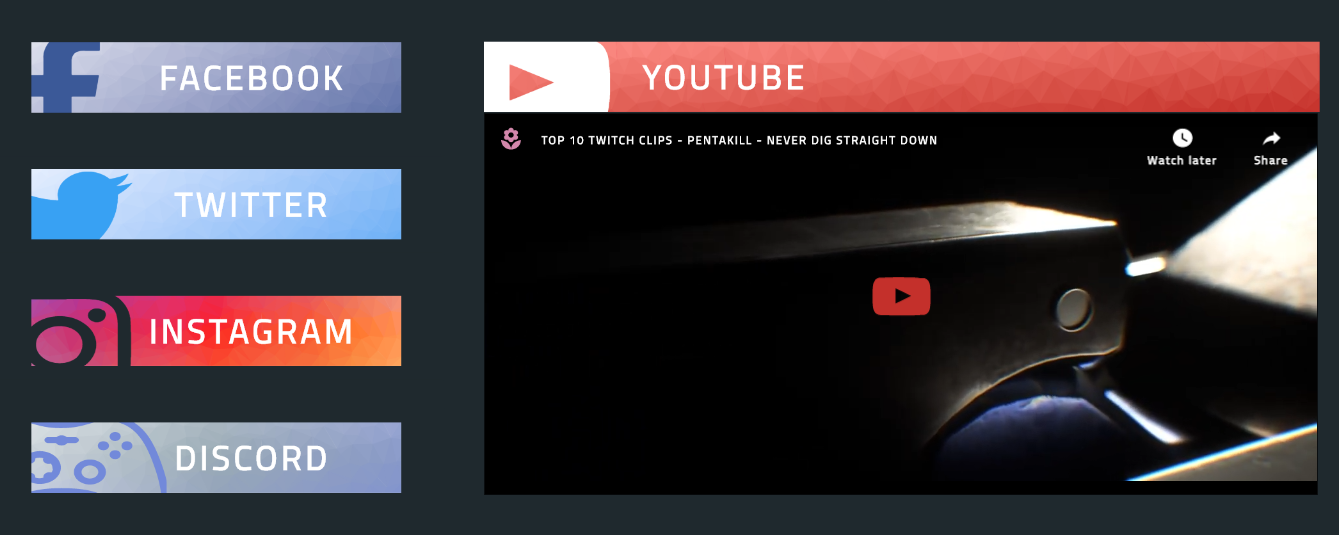 FACEBOOK
TWITTER
INSTAGRAM
DISCORD
YOUTUBE
TOP 10 TWITCH CLIPS - PENTAKILL - NEVER DIG STRAIGHT DOWN
Watch later
Share